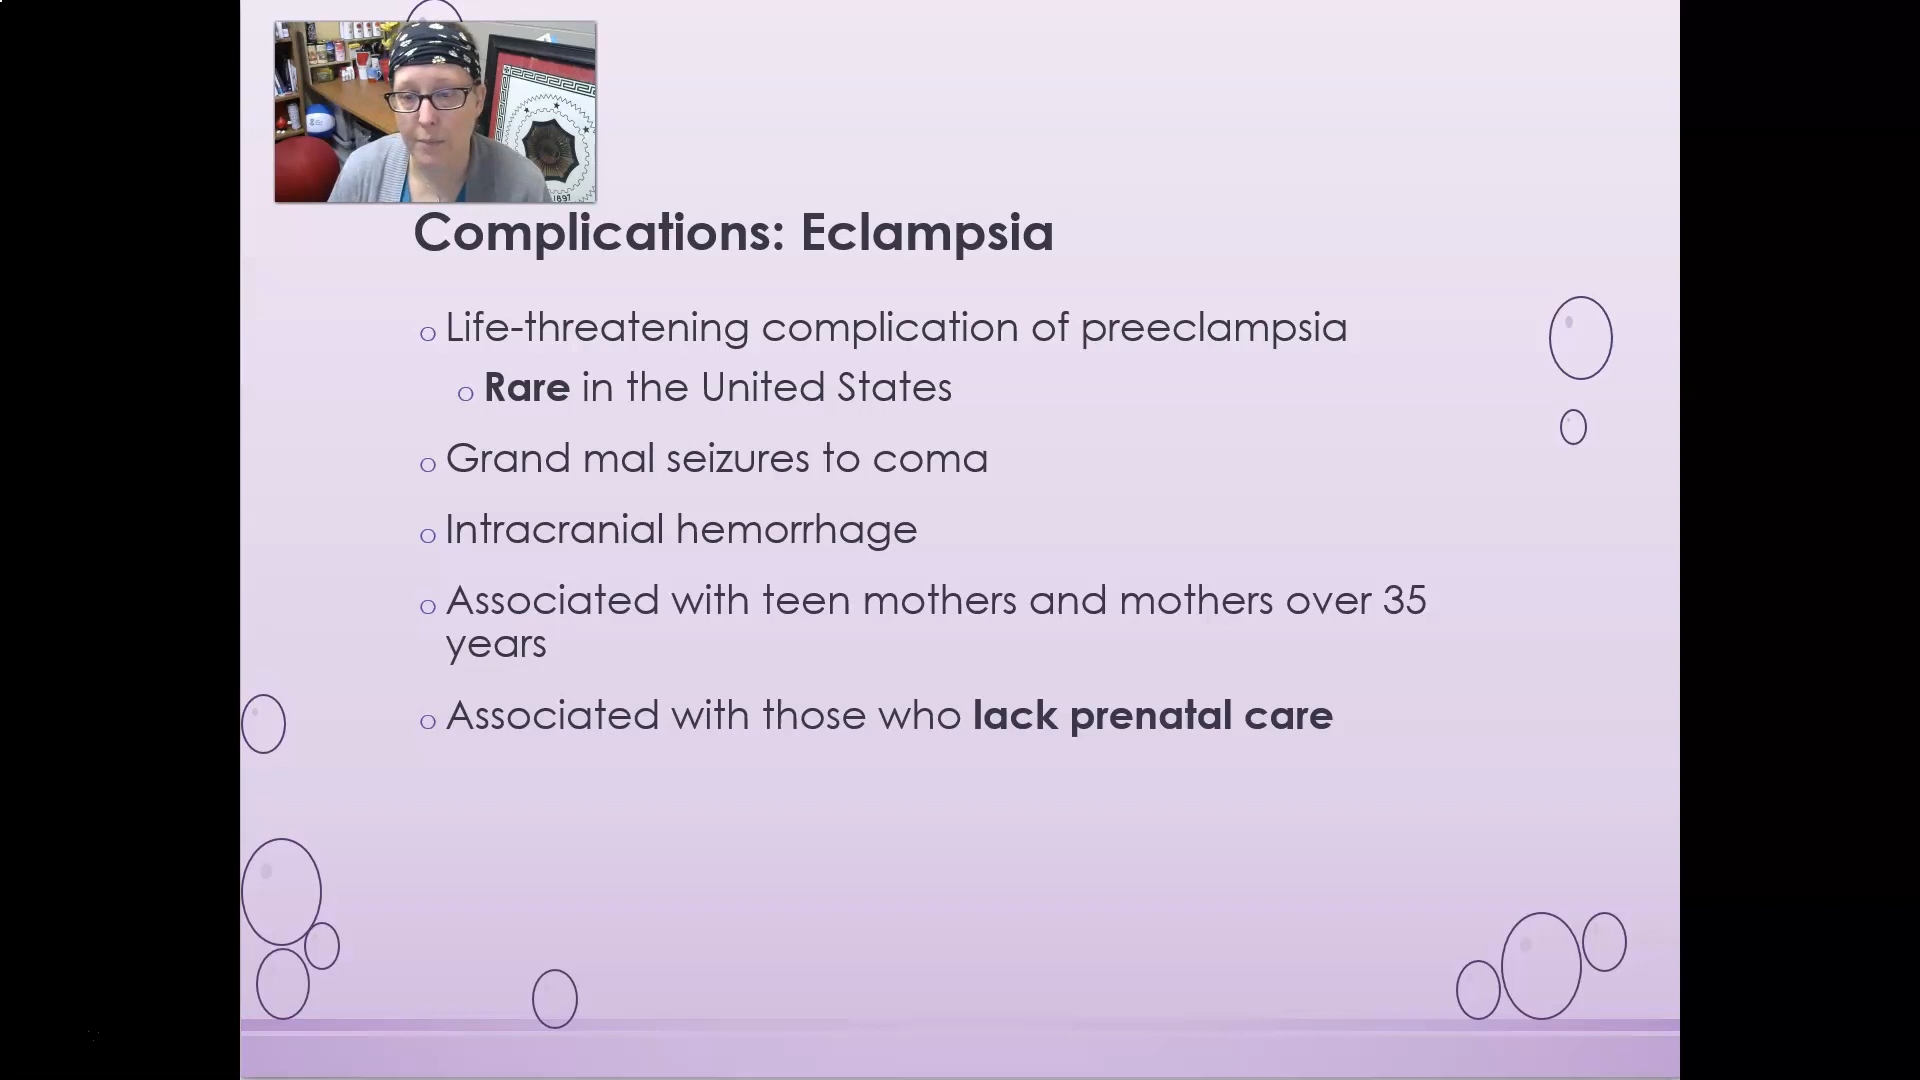 1897
Complications: Eclampsia
o Life-threatening complication of preeclampsia
o Rare in the United States
o Grand mal seizures to coma
o Intracranial hemorrhage
o Associated with teen mothers and mothers over 35
years
o Associated with those who lack prenatal care